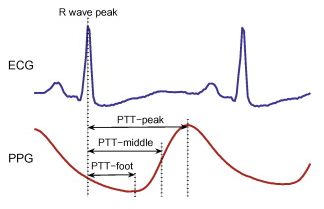 R wave peak
ECG
PTT-peak
PTT-middle
PPG
PTT-foot